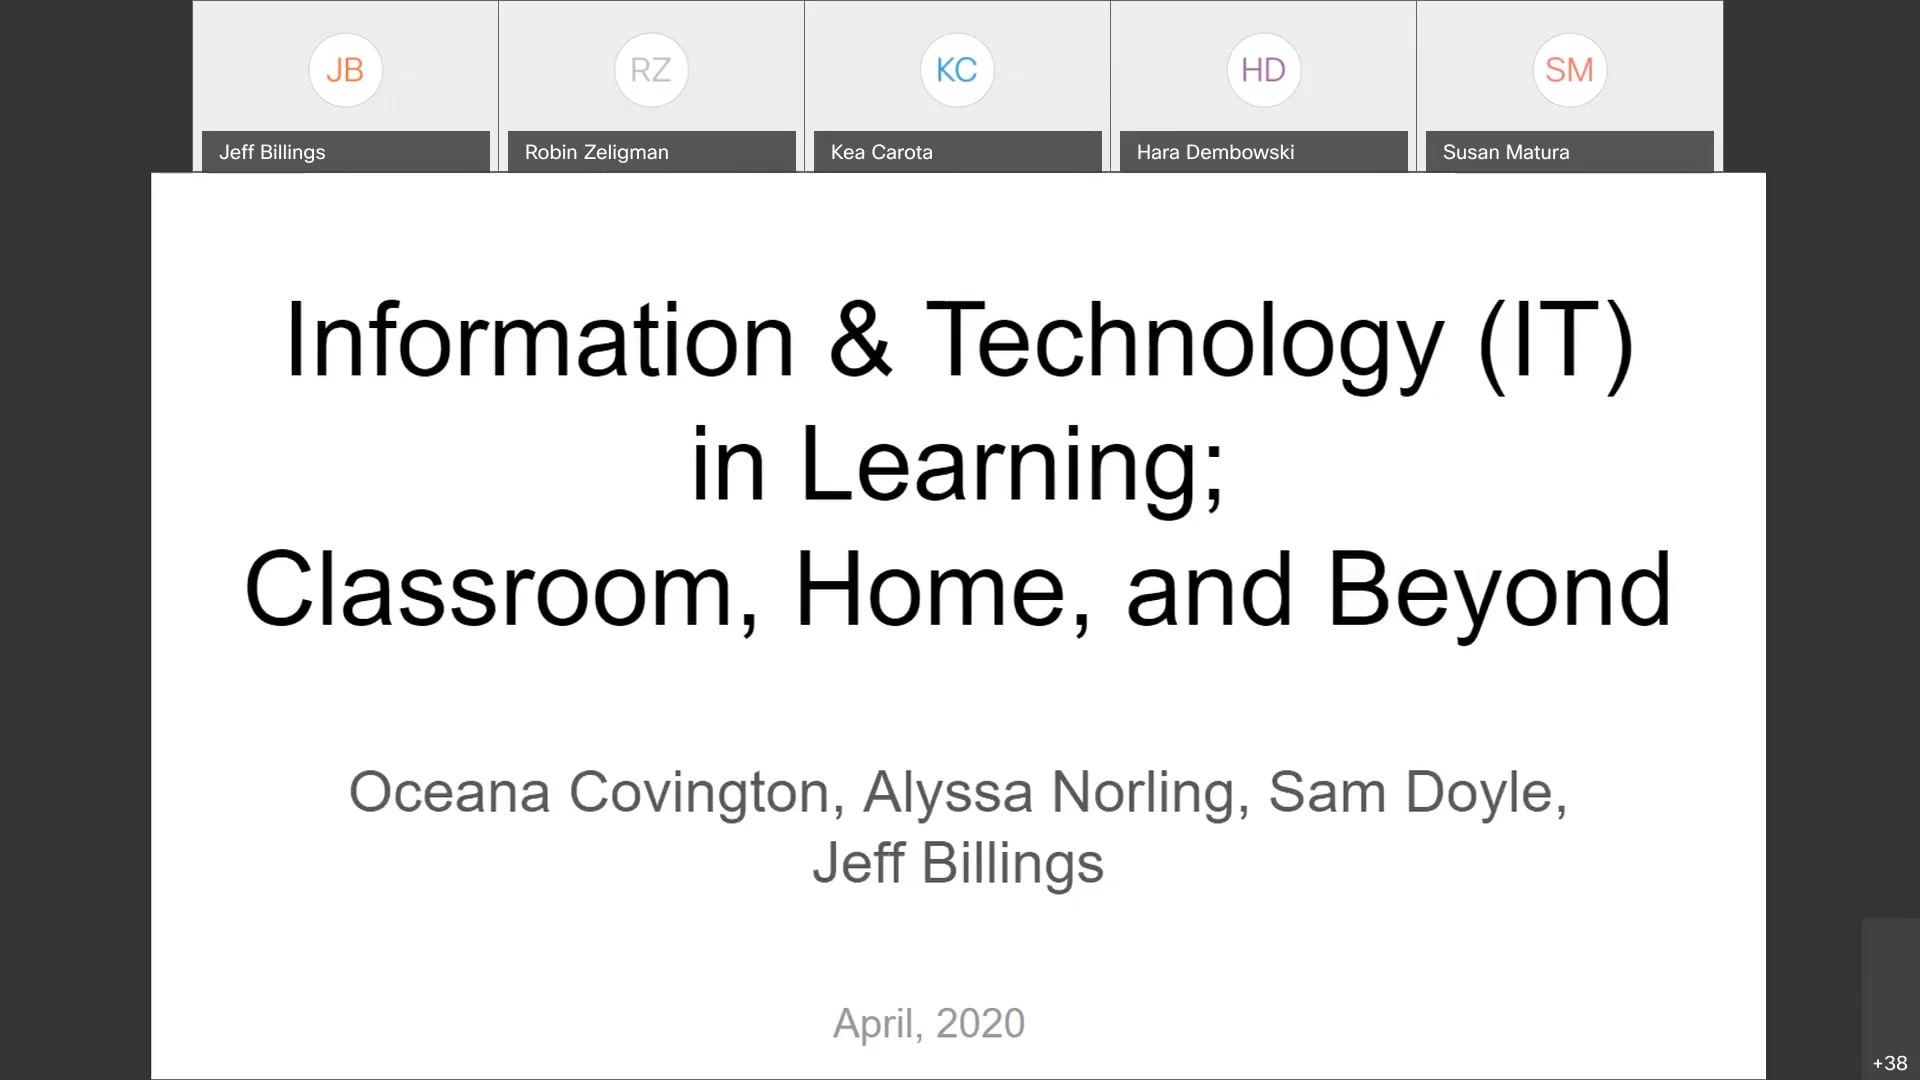 JB
RZ
KC
HD
SM
Jeff Billings
Robin Zeligman
Kea Carota
Hara Dembowski
Susan Matura
Information & Technology (IT)
in Learning;
Classroom, Home, and Beyond
Oceana Covington, Alyssa Norling, Sam Doyle,
Jeff Billings
April, 2020
+38